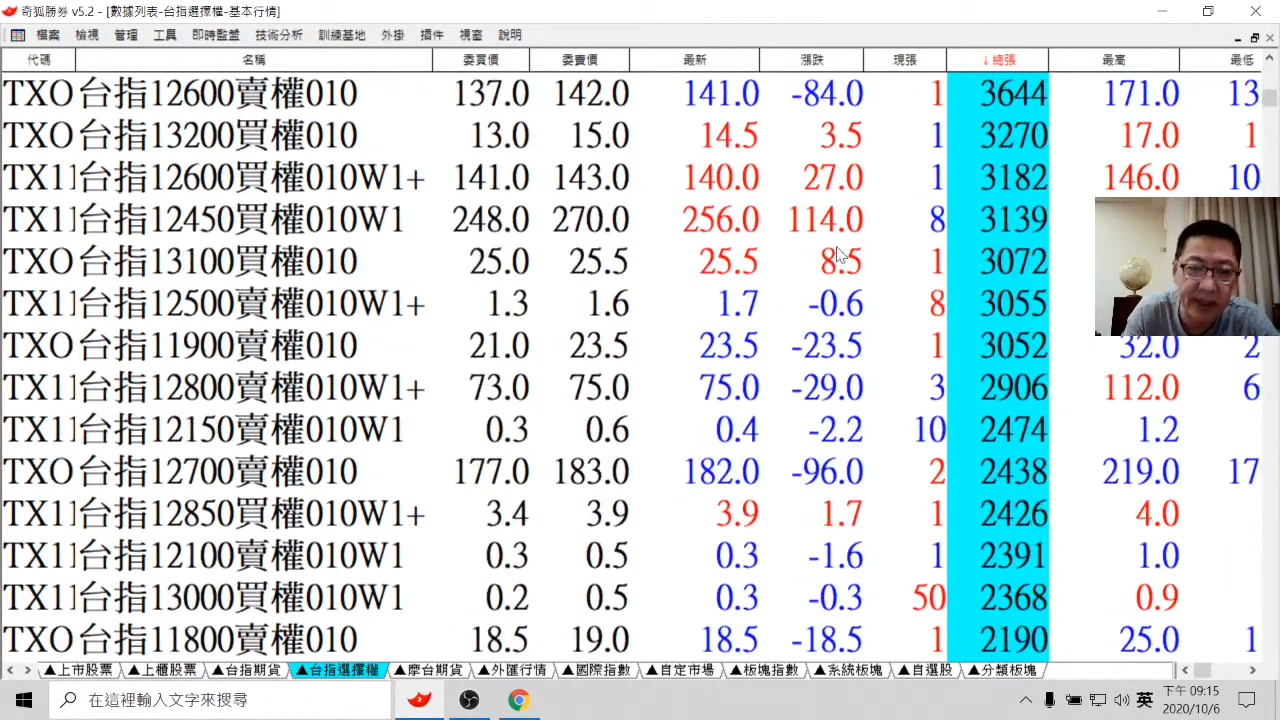 奇狐勝券 v5.2 - [數據列表-台指選擇權-基本行情]
檔案 檢視 管理 工具 即時監盤 技術分析 訓練基地 外掛 插件 視窗 說明
代碼 名稱 委買價 委賣價 最新 漲跌 現張 ↓總張 最高 最低
TXO 台指12600賣權010 137.0 142.0 141.0 -84.0 1 3644 171.0 13
TXO 台指13200買權010 13.0 15.0 14.5 3.5 1 3270 17.0 1
TX1 台指12600買權010W1+ 141.0 143.0 140.0 27.0 1 3182 146.0 10
TX1 台指12450買權010W1 248.0 270.0 256.0 114.0 8 3139
TXO 台指13100買權010 25.0 25.5 25.5 8.5 1 3072
TX1 台指12500買權010W1+ 1.3 1.6 1.7 -0.6 8 3055
TXO 台指11900賣權010 21.0 23.5 23.5 -23.5 1 3052 32.0 2
TX1 台指12800賣權010W1+ 73.0 75.0 75.0 -29.0 3 2906 112.0 6
TX1 台指12150賣權010W1 0.3 0.6 0.4 -2.2 10 2474 1.2
TXO 台指12700賣權010 177.0 183.0 182.0 -96.0 2 2438 219.0 17
TX1 台指12850買權010W1+ 3.4 3.9 3.9 1.7 1 2426 4.0
TX1 台指12100賣權010W1 0.3 0.5 0.3 -1.6 1 2391 1.0
TX1 台指13000買權010W1 0.2 0.5 0.3 -0.3 50 2368 0.9
TXO 台指11800賣權010 18.5 19.0 18.5 -18.5 1 2190 25.0 1
▲上市股票 ▲上櫃股票 ▲台指期貨 ▲台指選擇權 ▲摩台期貨 ▲外匯行情 ▲國際指數 ▲自定市場 ▲板塊指數 ▲系統板塊 ▲自選股 ▲分類板塊
在這裡輸入文字來搜尋
英 下午 09:15
2020/10/6